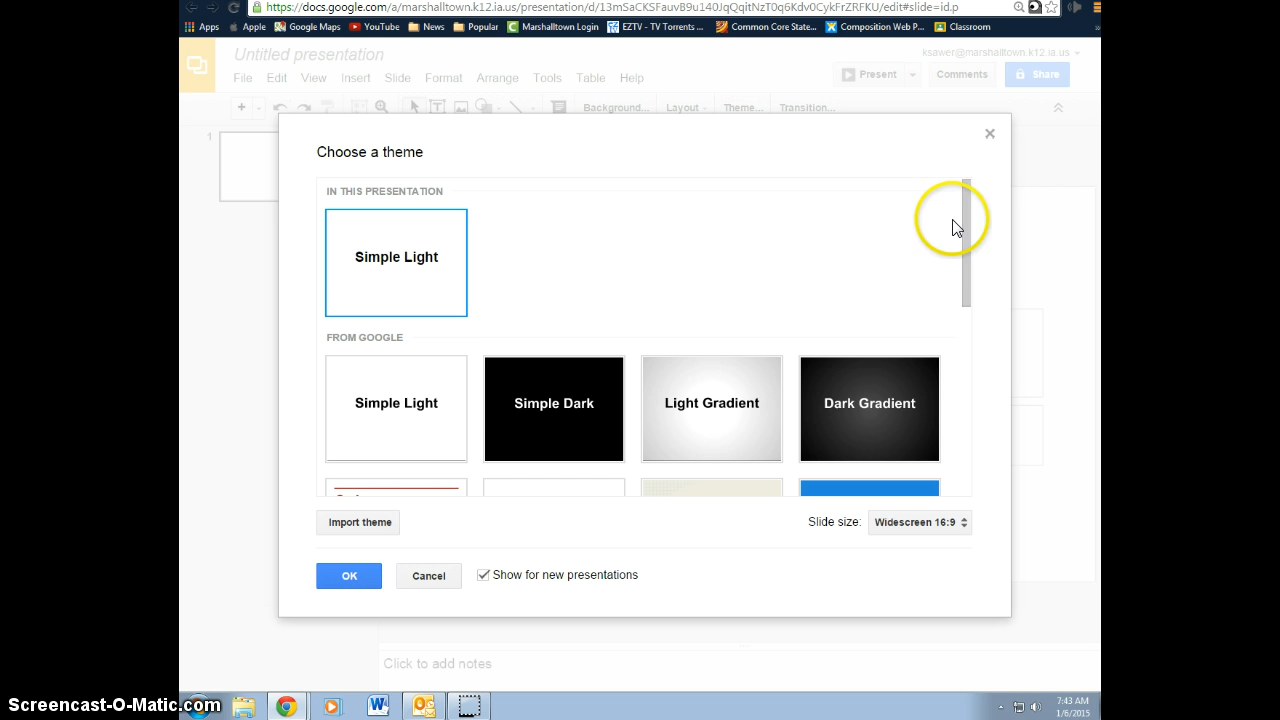 https://docs.google.com/a/marshalltown.k12.ia.us/presentation/d/13mSaCKSFauvB9u140JqQqitNzT0q6Kdv0CykFrZRFKU/edit#slide=id.p
Apps Apple Google Maps YouTube News Popular Marshalltown Login EZTV - TV Torrents ... Common Core State... Composition Web P... Classroom »
Untitled presentation
ksawer@marshalltown.k12.ia.us
File Edit View Insert Slide Format Arrange Tools Table Help
Present Comments Share
Background... Layout Theme... Transition...
1
Choose a theme
IN THIS PRESENTATION
Simple Light
FROM GOOGLE
Simple Light Simple Dark Light Gradient Dark Gradient
Import theme
Slide size: Widescreen 16:9
OK Cancel Show for new presentations
Click to add notes
Screencast-O-Matic.com
7:43 AM
1/6/2015